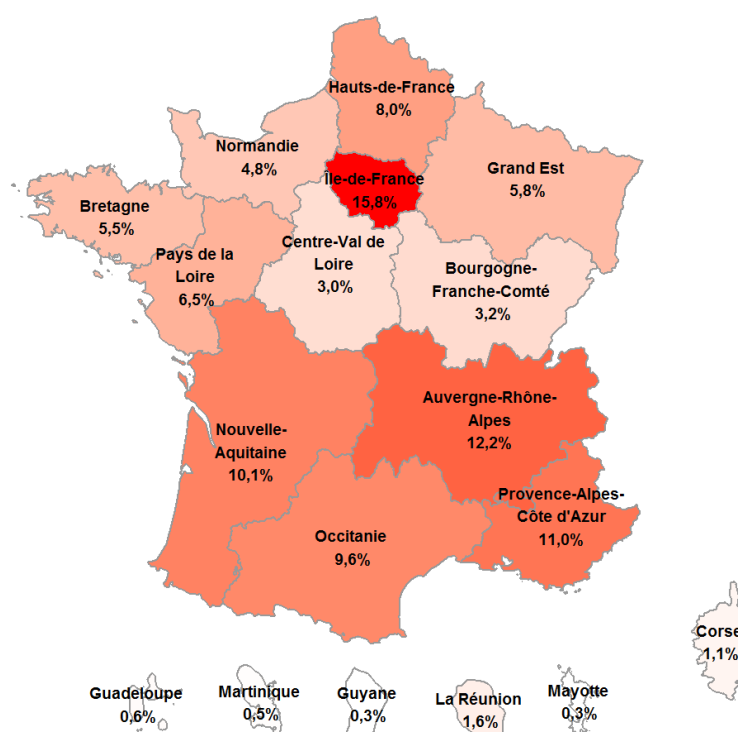 Hauts-de-France
8,0%
Normandie
4,8%
Île-de-France
15,8%
Grand Est
5,8%
Bretagne
5,5%
Pays de la
Loire
6,5%
Centre-Val de
Loire
3,0%
Bourgogne-
Franche-Comté
3,2%
Auvergne-Rhône-
Alpes
12,2%
Nouvelle-
Aquitaine
10,1%
Provence-Alpes-
Côte d'Azur
11,0%
Occitanie
9,6%
Corse
1,1%
Guadeloupe
0,6%
Martinique
0,5%
Guyane
0,3%
La Réunion
1,6%
Mayotte
0,3%